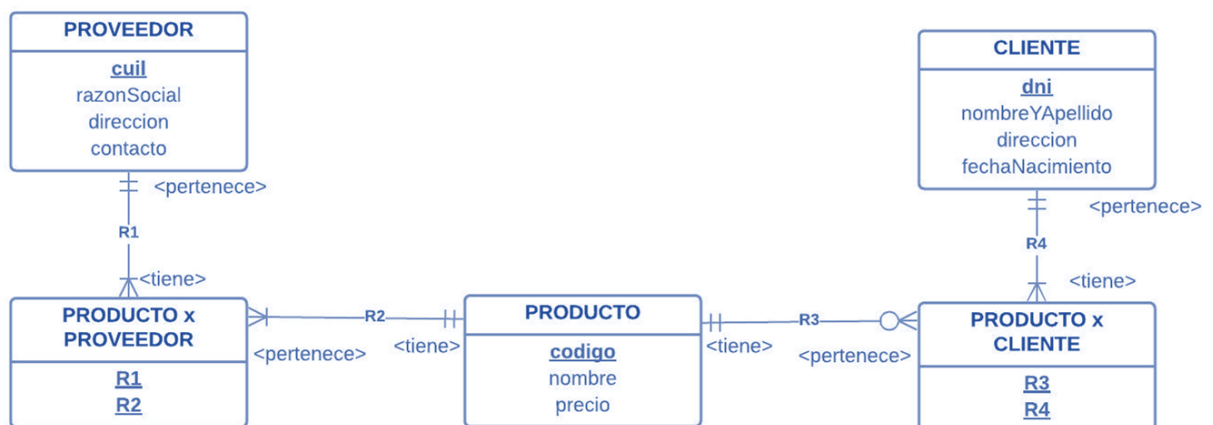 PROVEEDOR
cuil
razonSocial
direccion
contacto
<pertenece>
R1
<tiene>
PRODUCTO x
PROVEEDOR
R1
R2
<pertenece>
R2
<tiene>
PRODUCTO
codigo
nombre
precio
<tiene>
R3
<pertenece>
CLIENTE
dni
nombreYApellido
direccion
fechaNacimiento
<pertenece>
R4
<tiene>
PRODUCTO x
CLIENTE
R3
R4